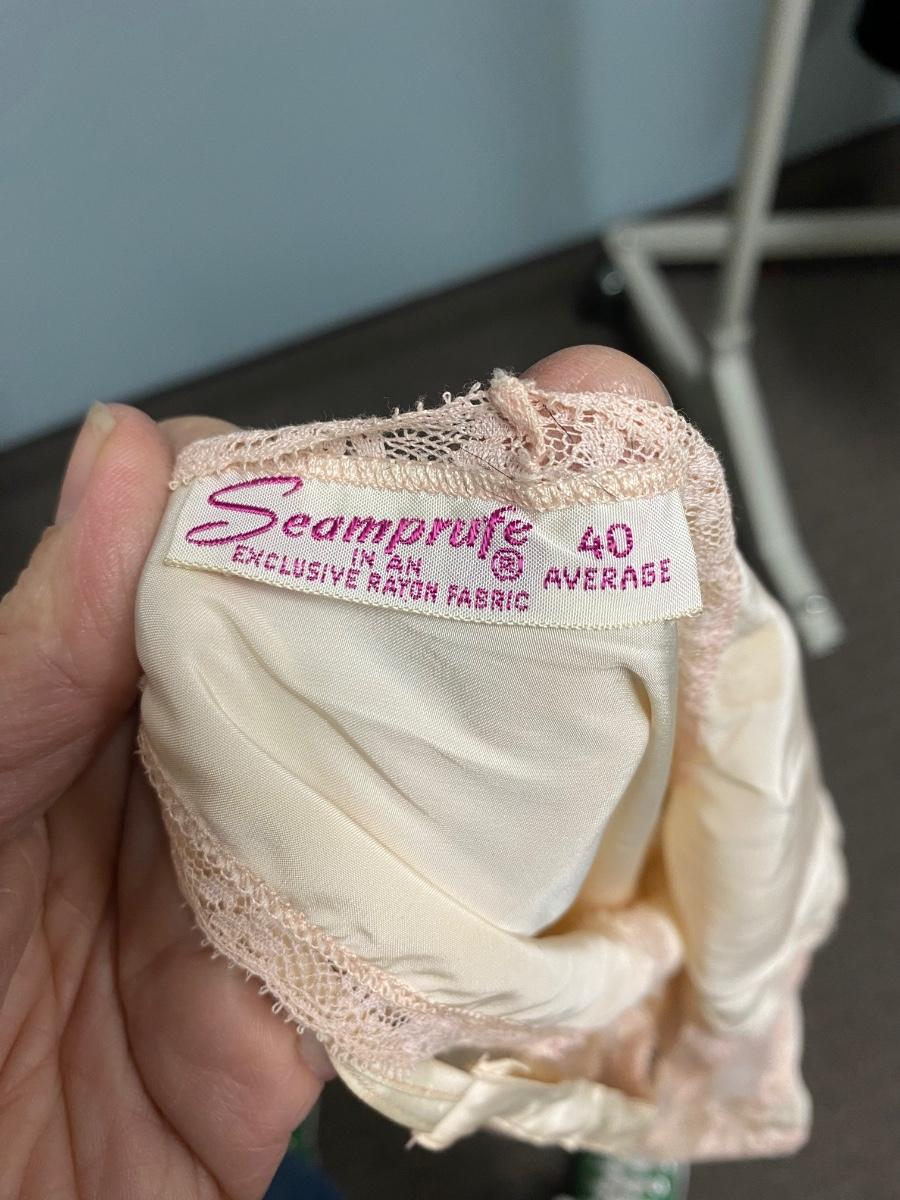 Seamprufe ®
IN AN
EXCLUSIVE RAYON FABRIC
40
AVERAGE